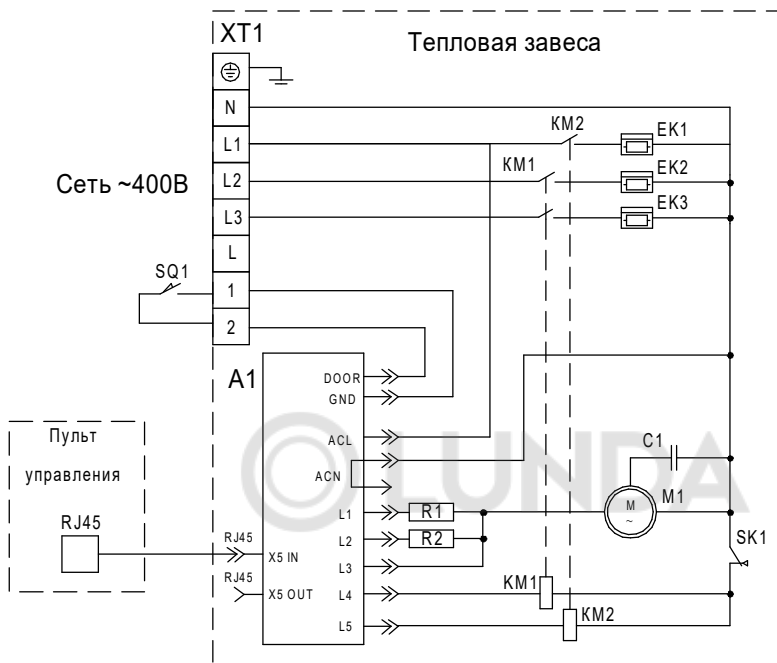 XT1
Тепловая завеса
N
L1
L2
L3
L
1
2
Сеть ~400В
SQ1
KM2
KM1
EK1
EK2
EK3
A1
DOOR
GND
ACL
ACN
L1
L2
L3
L4
L5
X5 IN
X5 OUT
RJ45
RJ45
R1
R2
C1
M
~
M1
SK1
KM1
KM2
Пульт
управления
RJ45
LUNDA